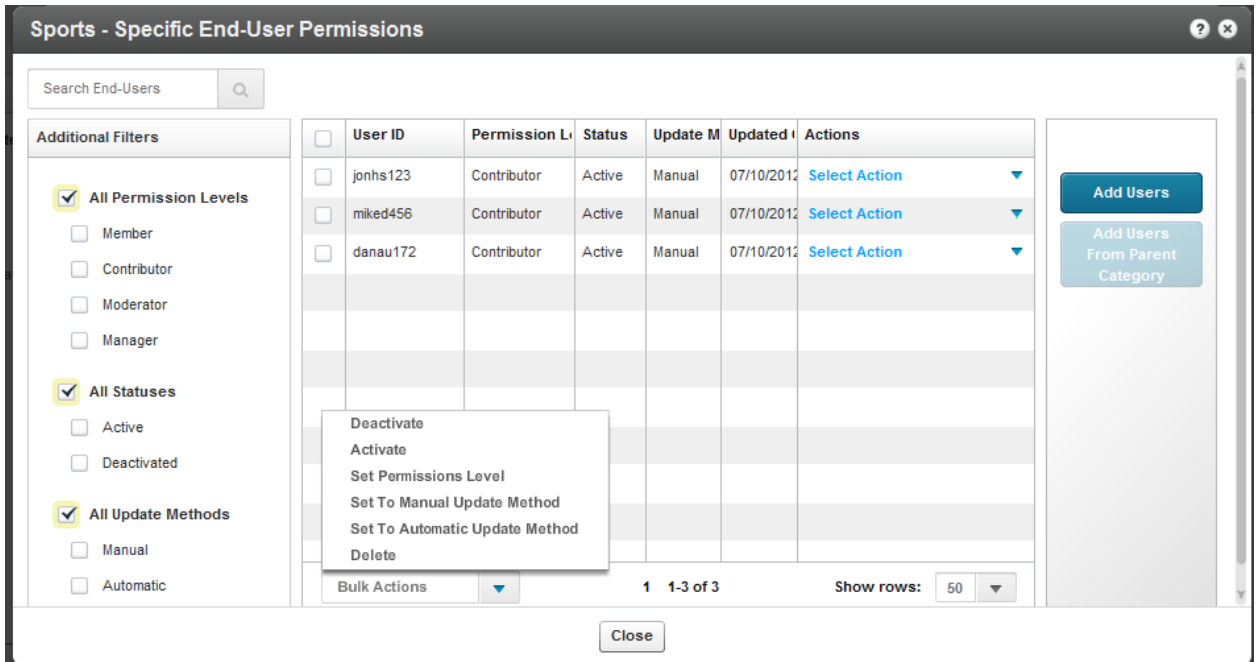 Sports - Specific End-User Permissions
Search End-Users
Additional Filters
All Permission Levels
Member
Contributor
Moderator
Manager
All Statuses
Active
Deactivated
All Update Methods
Manual
Automatic
User ID Permission L Status Update M Updated Actions
jonhs123 Contributor Active Manual 07/10/2012 Select Action
miked456 Contributor Active Manual 07/10/2012 Select Action
danau172 Contributor Active Manual 07/10/2012 Select Action
Deactivate
Activate
Set Permissions Level
Set To Manual Update Method
Set To Automatic Update Method
Delete
Bulk Actions 1 1-3 of 3 Show rows: 50
Add Users
Add Users
From Parent
Category
Close